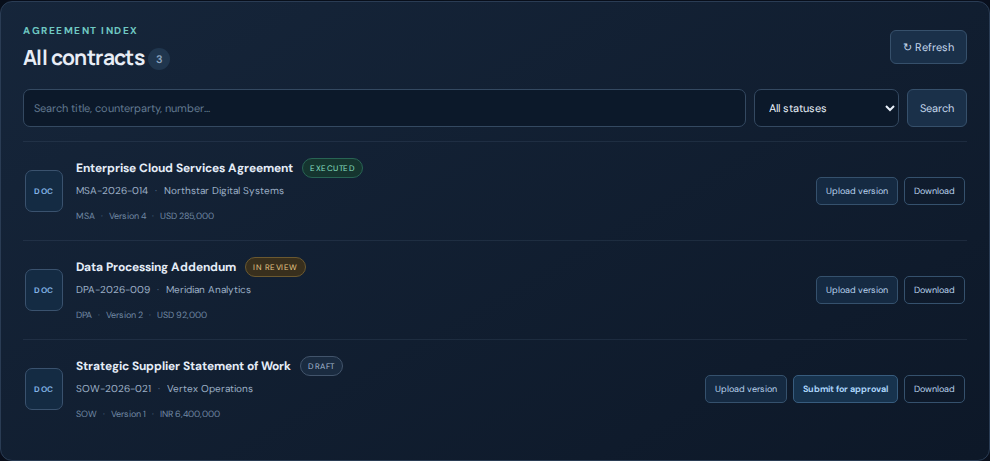 AGREEMENT INDEX
All contracts 3
↻ Refresh
Search title, counterparty, number...
All statuses
Search
DOC
Enterprise Cloud Services Agreement EXECUTED
MSA-2026-014 · Northstar Digital Systems
MSA · Version 4 · USD 285,000
Upload version Download
DOC
Data Processing Addendum IN REVIEW
DPA-2026-009 · Meridian Analytics
DPA · Version 2 · USD 92,000
Upload version Download
DOC
Strategic Supplier Statement of Work DRAFT
SOW-2026-021 · Vertex Operations
SOW · Version 1 · INR 6,400,000
Upload version Submit for approval Download